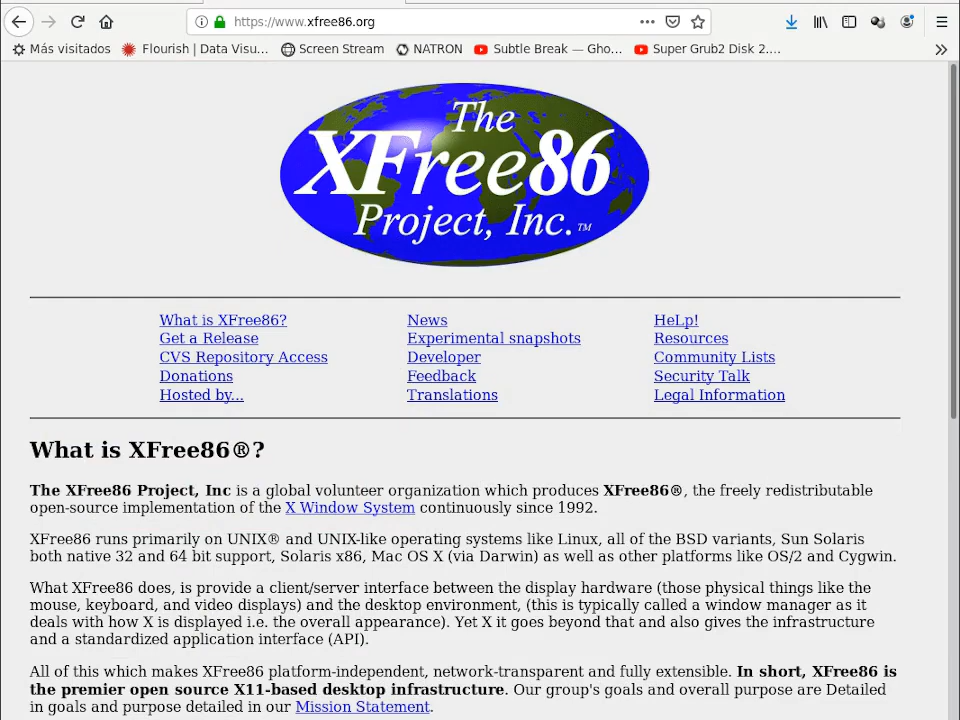 https://www.xfree86.org
Más visitados
Flourish | Data Visu...
Screen Stream
NATRON
Subtle Break — Gho...
Super Grub2 Disk 2....
The
XFree86
Project, Inc.™
What is XFree86? News HeLp!
Get a Release Experimental snapshots Resources
CVS Repository Access Developer Community Lists
Donations Feedback Security Talk
Hosted by... Translations Legal Information
What is XFree86®?
The XFree86 Project, Inc is a global volunteer organization which produces XFree86®, the freely redistributable
open-source implementation of the X Window System continuously since 1992.
XFree86 runs primarily on UNIX® and UNIX-like operating systems like Linux, all of the BSD variants, Sun Solaris
both native 32 and 64 bit support, Solaris x86, Mac OS X (via Darwin) as well as other platforms like OS/2 and Cygwin.
What XFree86 does, is provide a client/server interface between the display hardware (those physical things like the
mouse, keyboard, and video displays) and the desktop environment, (this is typically called a window manager as it
deals with how X is displayed i.e. the overall appearance). Yet X it goes beyond that and also gives the infrastructure
and a standardized application interface (API).
All of this which makes XFree86 platform-independent, network-transparent and fully extensible. In short, XFree86 is
the premier open source X11-based desktop infrastructure. Our group's goals and overall purpose are Detailed
in goals and purpose detailed in our Mission Statement.